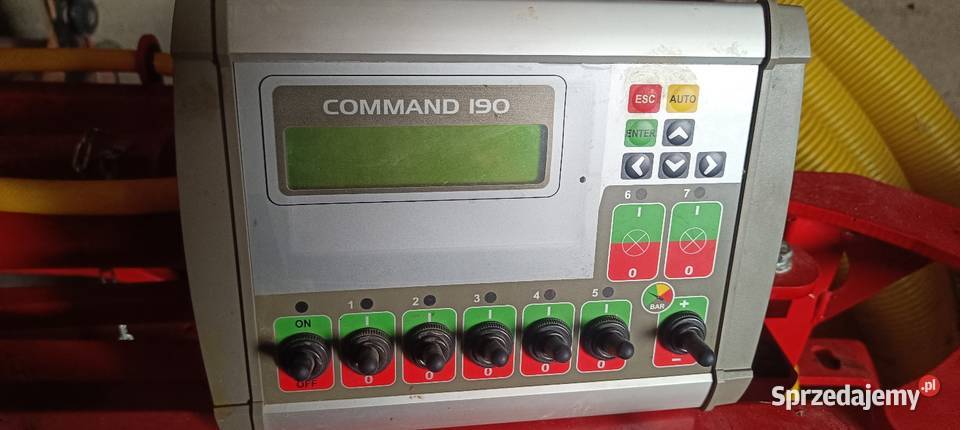 COMMAND 190
ESC AUTO
ENTER
6 7
I I
0 0
1 2 3 4 5
ON I I I I I BAR +
OFF 0 0 0 0 0 -
Sprzedajemy.pl